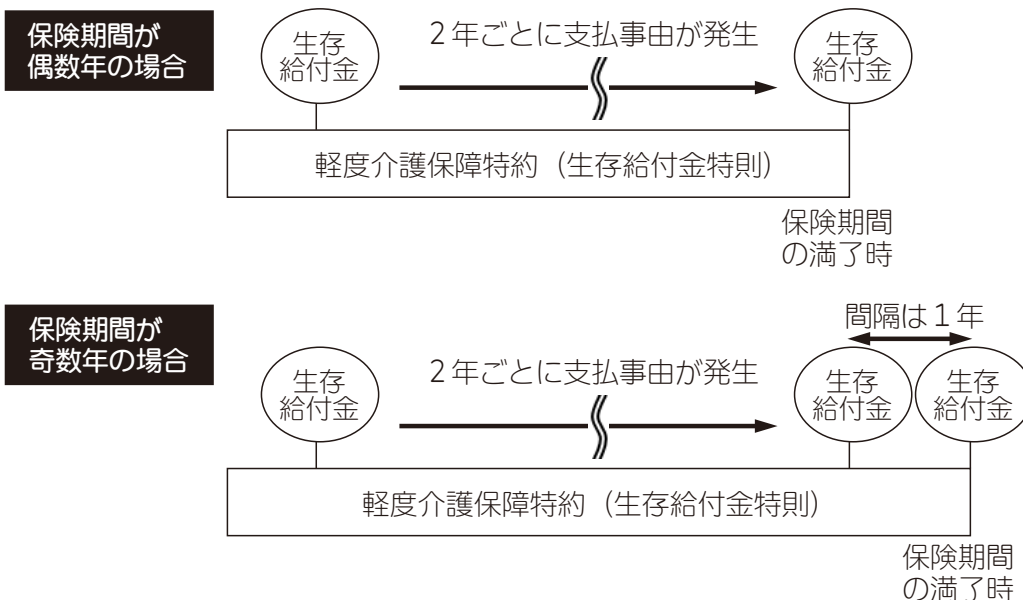 保険期間が
偶数年の場合
生存
給付金
２年ごとに支払事由が発生
生存
給付金
軽度介護保障特約（生存給付金特則）
保険期間
の満了時
保険期間が
奇数年の場合
間隔は１年
生存
給付金
２年ごとに支払事由が発生
生存
給付金
生存
給付金
軽度介護保障特約（生存給付金特則）
保険期間
の満了時